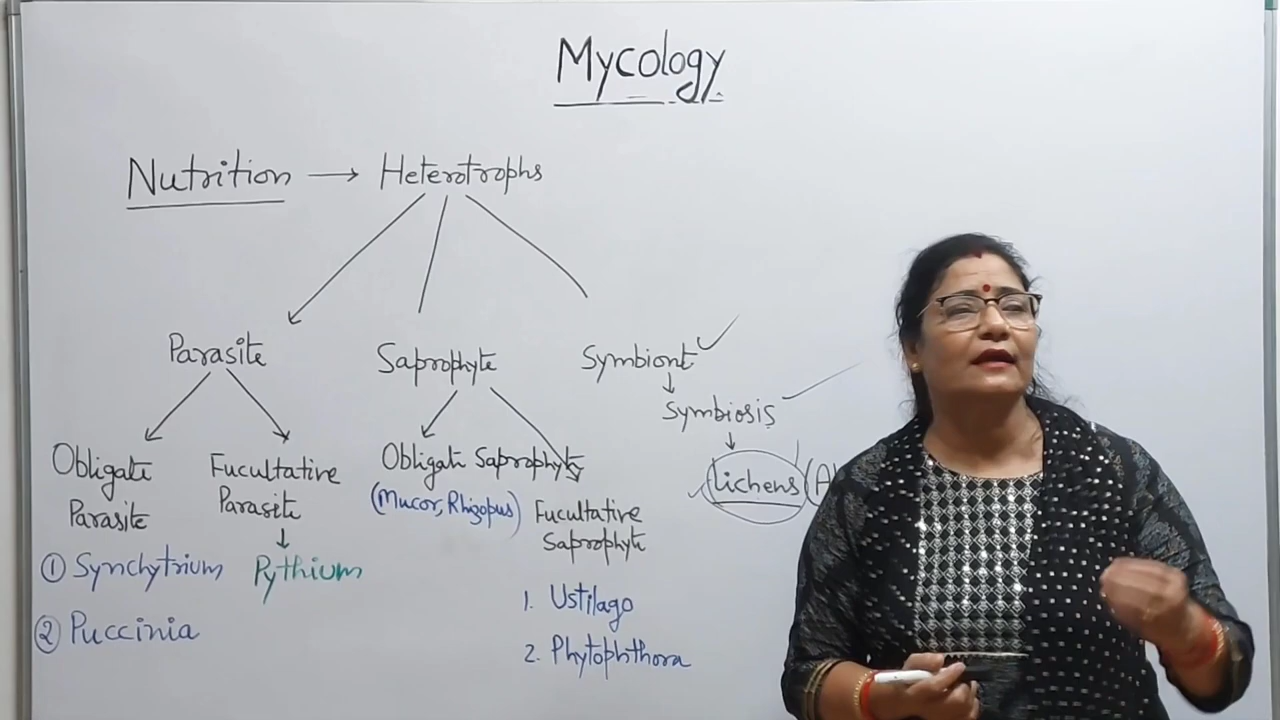 Mycology
Nutrition → Heterotrophs
Parasite
Saprophyte
Symbiont ✓
↓
Symbiosis
↓
Lichens (A
Obligate
Parasite
① Synchytrium
② Puccinia
Fucultative
Parasite
↓
Pythium
Obligate Saprophyte
(Mucor, Rhizopus)
Fucultative
Saprophyte
1. Ustilago
2. Phytophthora